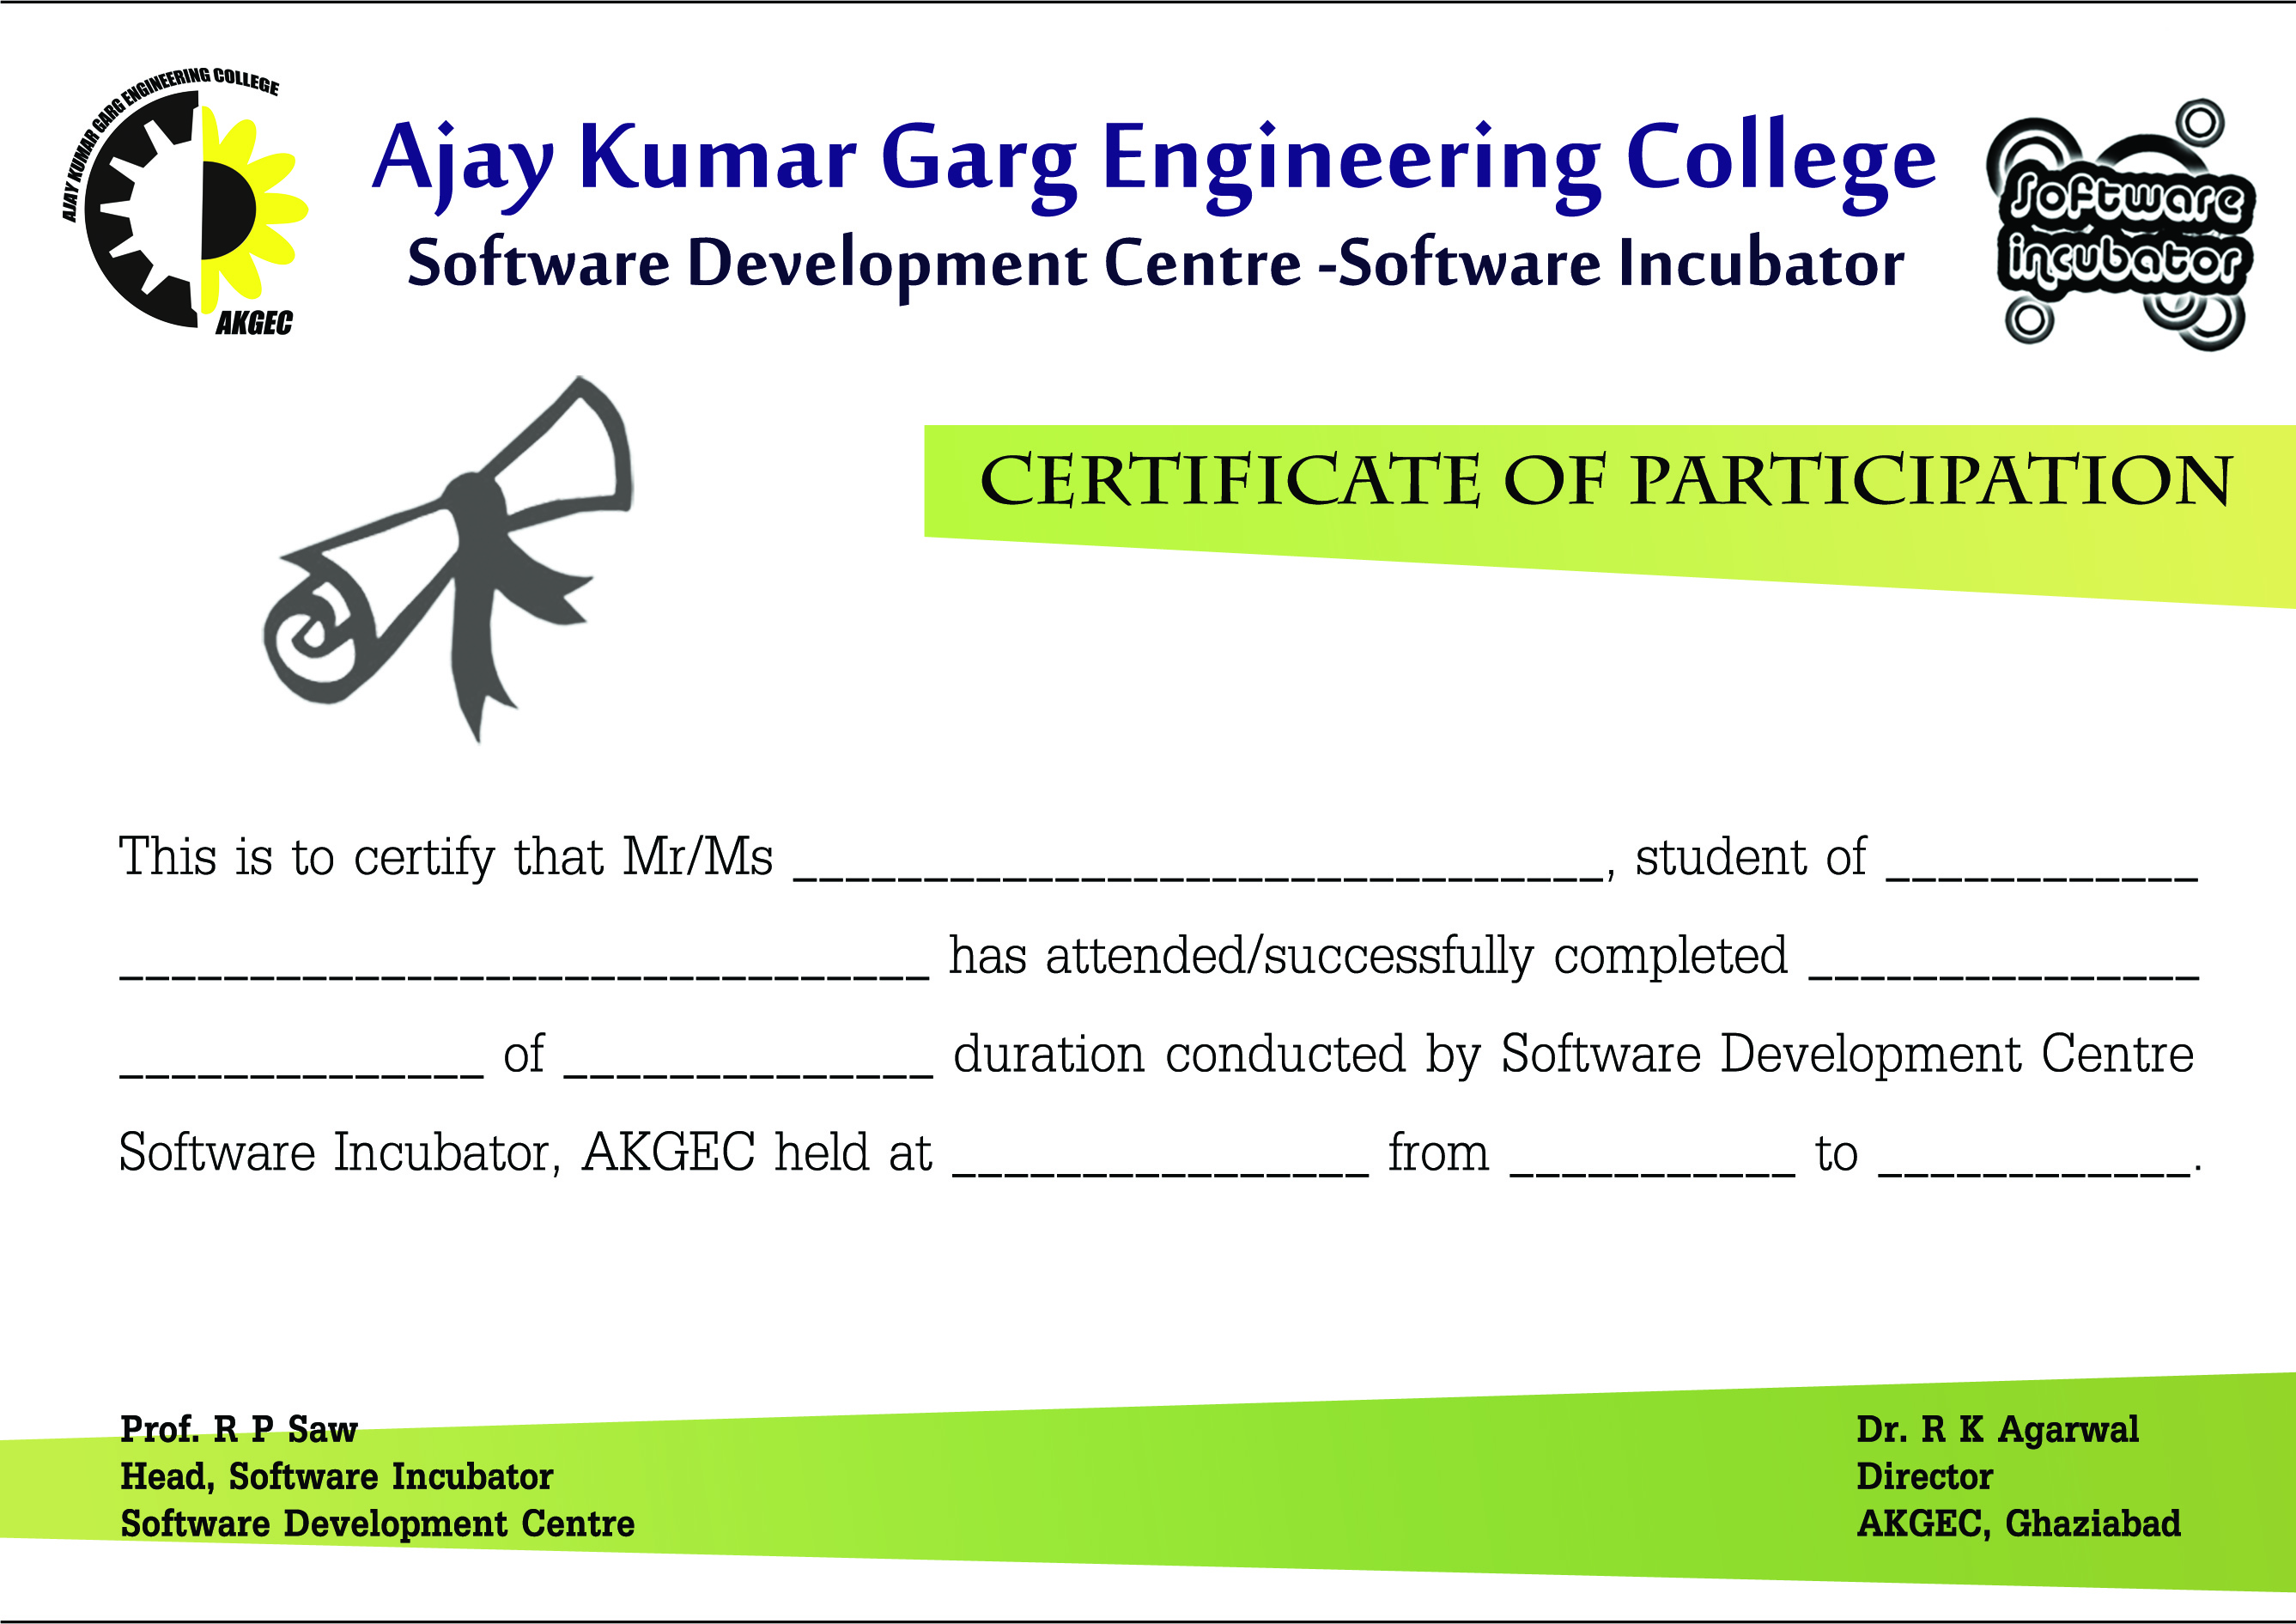 AJAY KUMAR GARG ENGINEERING COLLEGE
AKGEC
Ajay Kumar Garg Engineering College
Software Development Centre -Software Incubator
software
incubator
CERTIFICATE OF PARTICIPATION
This is to certify that Mr/Ms _______________________________, student of ____________
_______________________________ has attended/successfully completed _______________
______________ of ______________ duration conducted by Software Development Centre
Software Incubator, AKGEC held at ________________ from ___________ to ____________.
Prof. R P Saw
Head, Software Incubator
Software Development Centre
Dr. R K Agarwal
Director
AKGEC, Ghaziabad